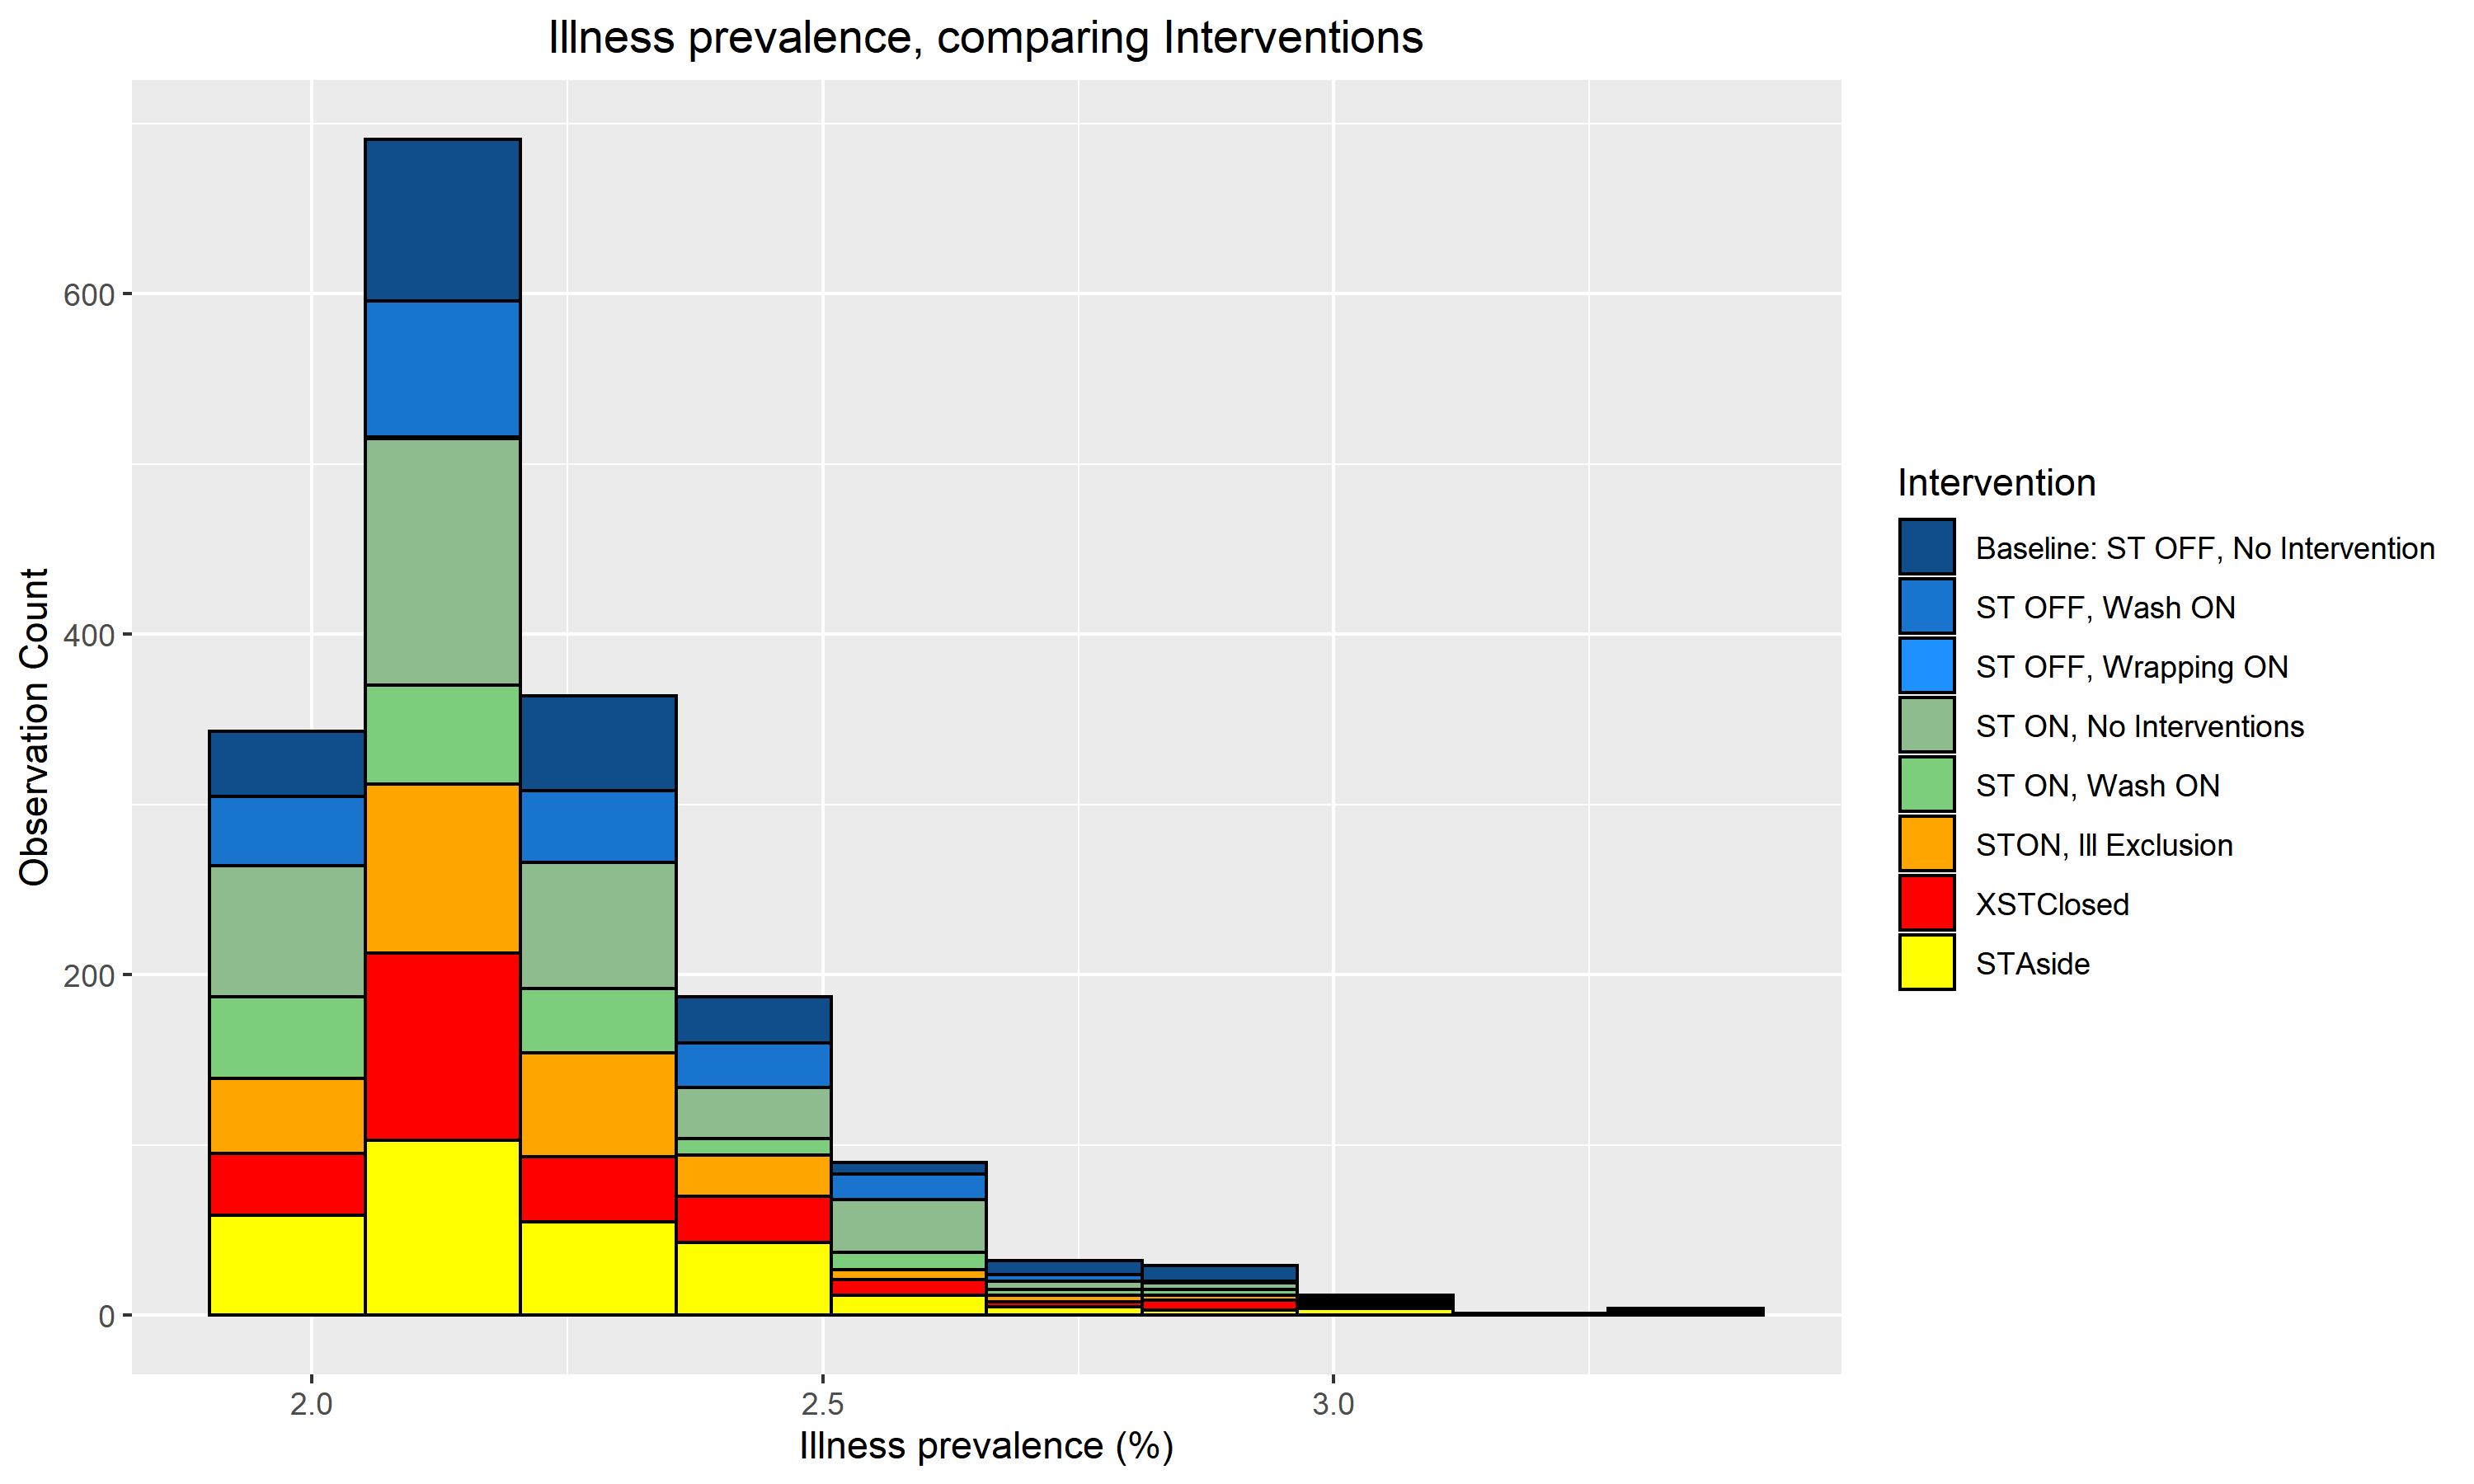 Illness prevalence, comparing Interventions
Observation Count
600
400
200
0
2.0
2.5
3.0
Illness prevalence (%)
Intervention
Baseline: ST OFF, No Intervention
ST OFF, Wash ON
ST OFF, Wrapping ON
ST ON, No Interventions
ST ON, Wash ON
STON, Ill Exclusion
XSTClosed
STAside